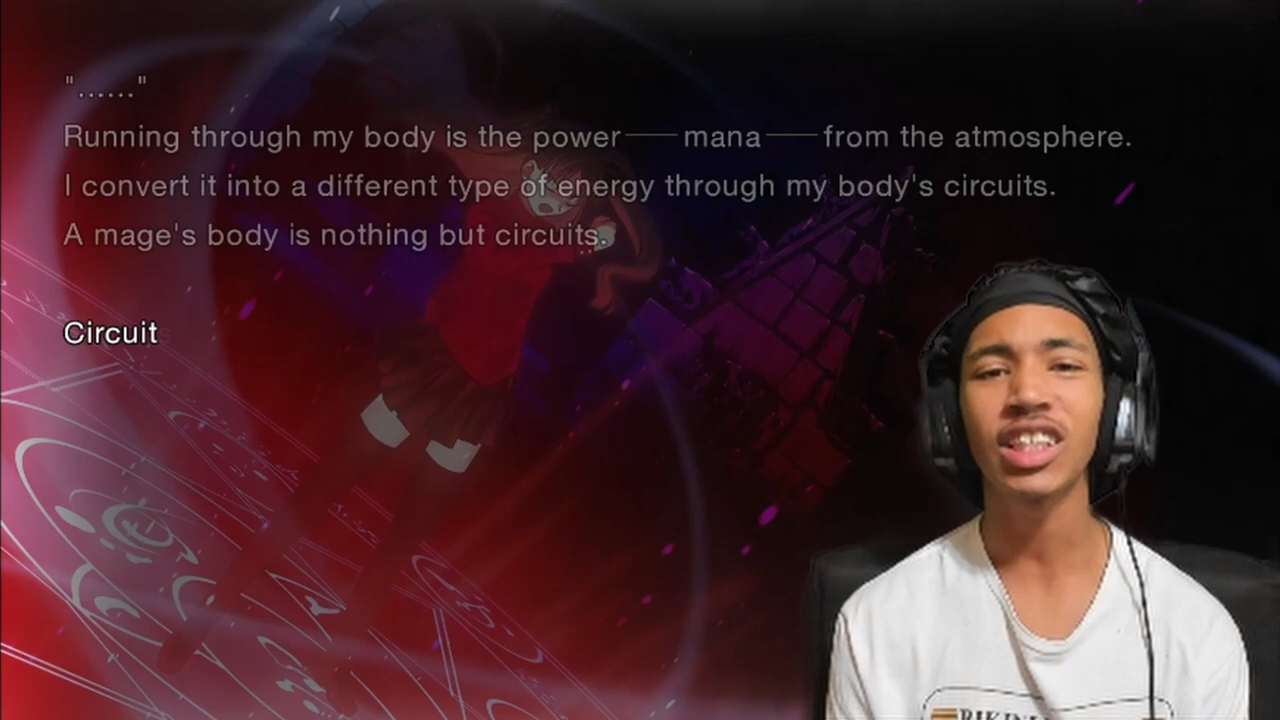 "......"
Running through my body is the power——mana——from the atmosphere.
I convert it into a different type of energy through my body's circuits.
A mage's body is nothing but circuits.
Circuit